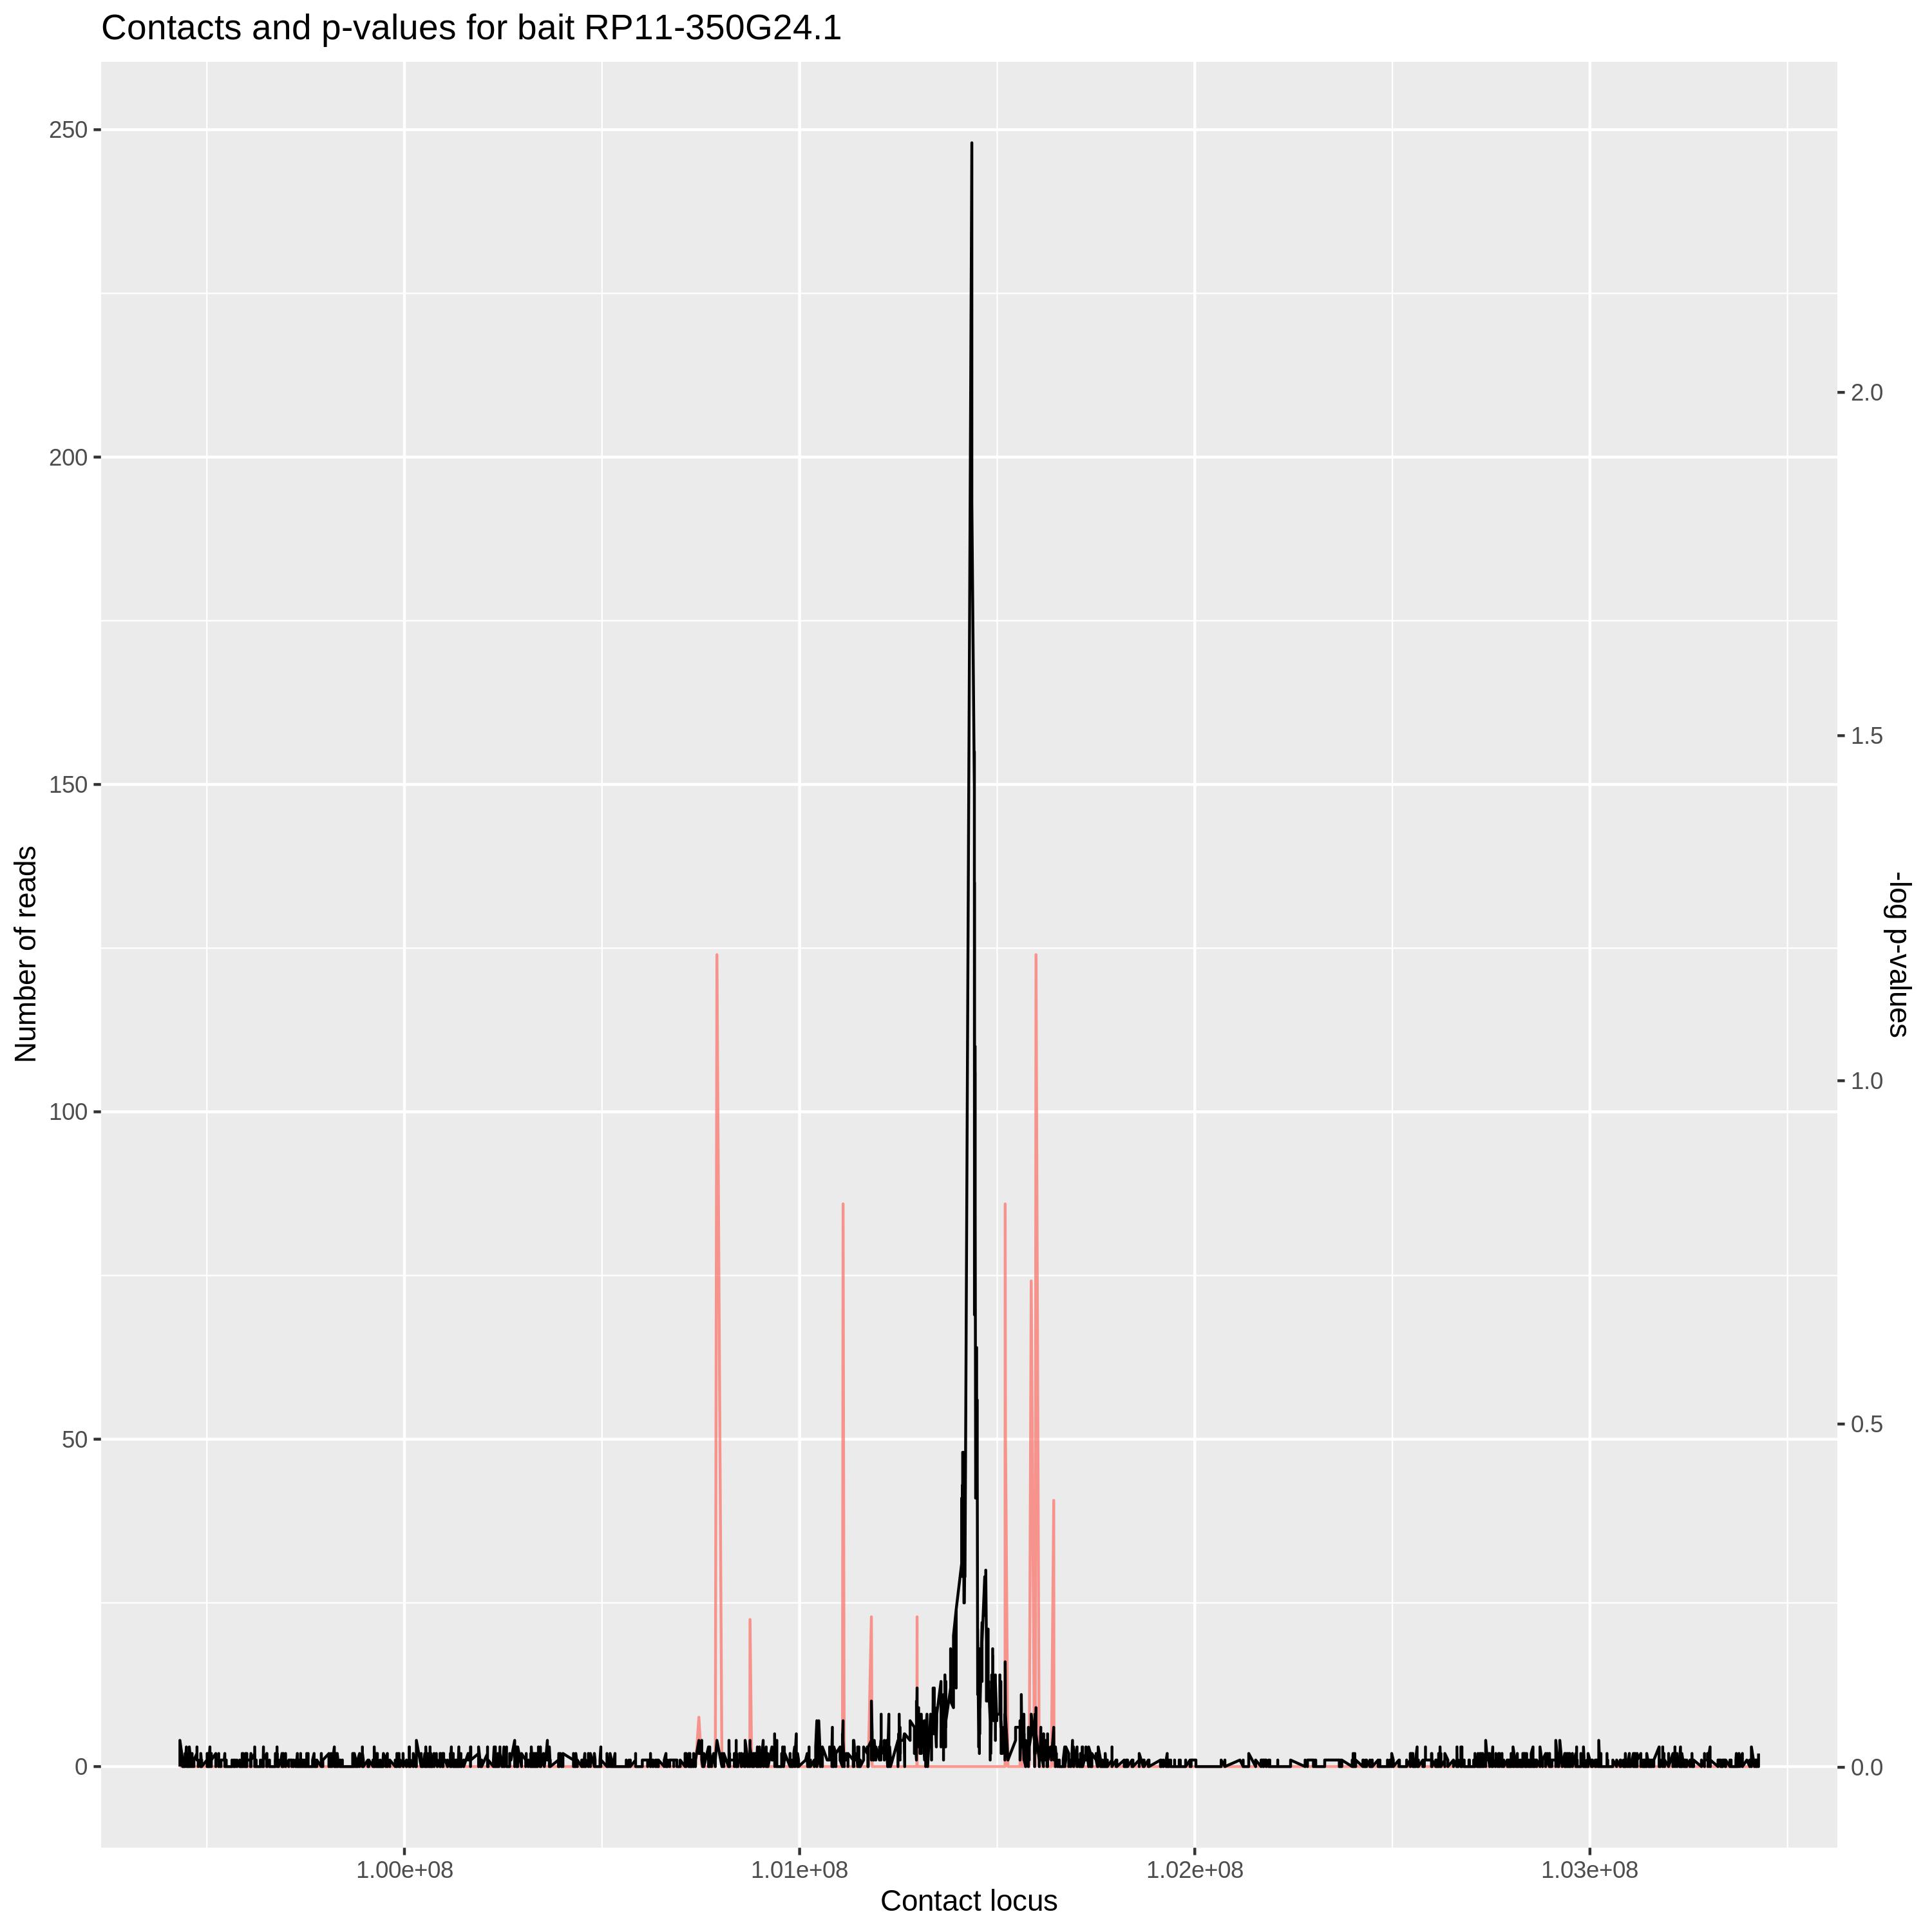 Contacts and p-values for bait RP11-350G24.1
250
200
150
100
50
0
Number of reads
2.0
1.5
1.0
0.5
0.0
-log p-values
1.00e+08
1.01e+08
1.02e+08
1.03e+08
Contact locus